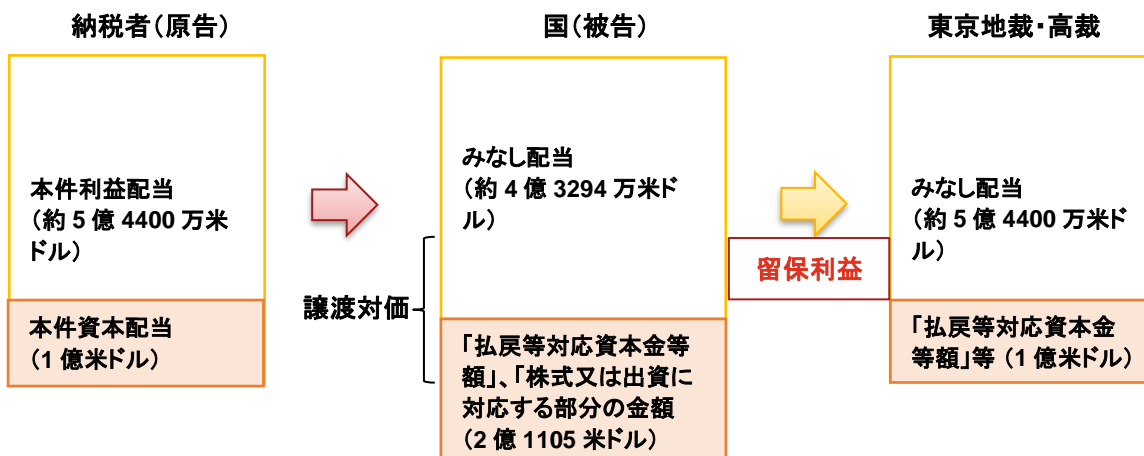 納税者（原告）
国（被告）
東京地裁・高裁
本件利益配当
（約 5 億 4400 万米
ドル）
本件資本配当
（1 億米ドル）
譲渡対価
みなし配当
（約 4 億 3294 万米ド
ル）
「払戻等対応資本金等
額」、「株式又は出資に
対応する部分の金額
（2 億 1105 米ドル）
留保利益
みなし配当
（約 5 億 4400 万米ド
ル）
「払戻等対応資本金
等額」等（1 億米ドル）